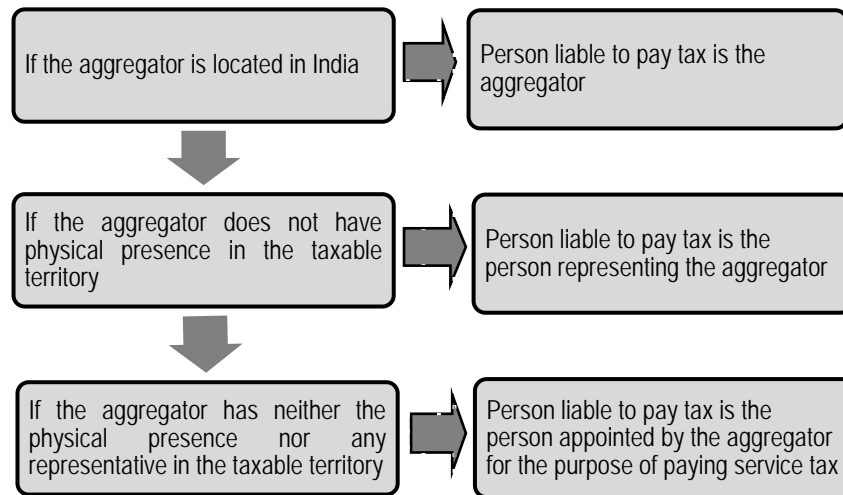 If the aggregator is located in India
Person liable to pay tax is the
aggregator
If the aggregator does not have
physical presence in the taxable
territory
Person liable to pay tax is the
person representing the aggregator
If the aggregator has neither the
physical presence nor any
representative in the taxable territory
Person liable to pay tax is the
person appointed by the aggregator
for the purpose of paying service tax